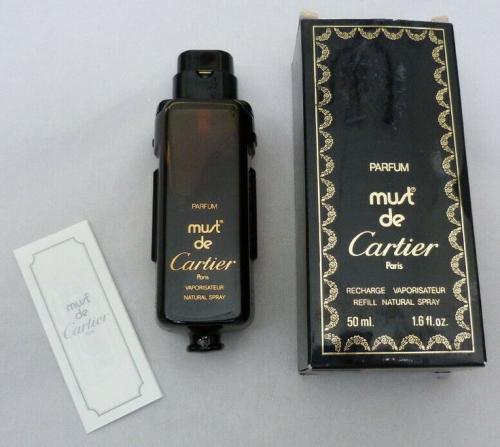 PARFUM
must®
de
Cartier
Paris
VAPORISATEUR
NATURAL SPRAY
PARFUM
must®
de
Cartier
Paris
RECHARGE VAPORISATEUR
REFILL NATURAL SPRAY
50 ml. 1.6 fl.oz.
must
de
Cartier
Paris